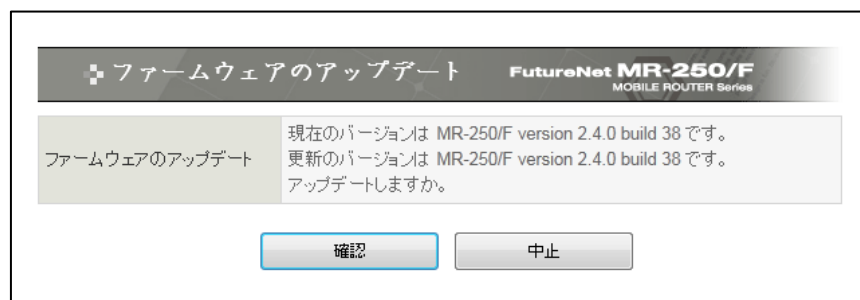 ファームウェアのアップデート
FutureNet MR-250/F
MOBILE ROUTER Series
ファームウェアのアップデート
現在のバージョンは MR-250/F version 2.4.0 build 38 です。
更新のバージョンは MR-250/F version 2.4.0 build 38 です。
アップデートしますか。
確認
中止